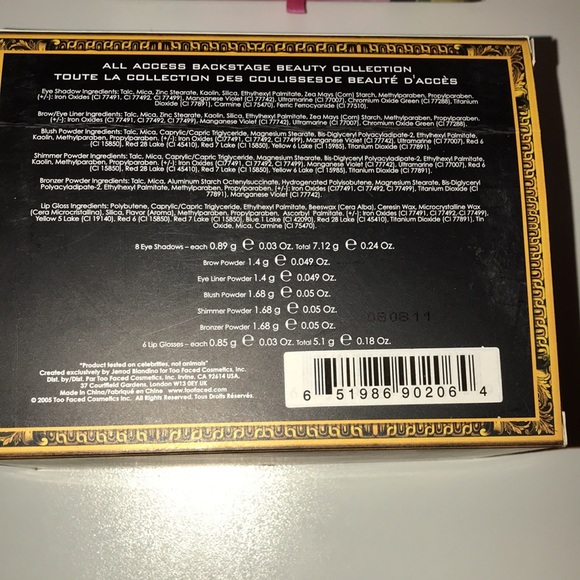 ALL ACCESS BACKSTAGE BEAUTY COLLECTION
TOUTE LA COLLECTION DES COULISSESDE BEAUTÉ D'ACCÈS
Eye Shadow Ingredients: Talc, Mica, Zinc Stearate, Kaolin, Silica, Ethylhexyl Palmitate, Zea Mays (Corn) Starch, Methylparaben, Propylparaben,
(+/-): Iron Oxides (CI 77491, CI 77492, CI 77499), Manganese Violet (CI 77742), Ultramarine (CI 77007), Chromium Oxide Green (CI 77288), Titanium
Dioxide (CI 77891), Carmine (CI 75470), Ferric Ferrocyanide (CI 77510)
Brow/Eye Liner Ingredients: Talc, Mica, Zinc Stearate, Kaolin, Silica, Ethylhexyl Palmitate, Zea Mays (Corn) Starch, Methylparaben,
Propylparaben, (+/-): Iron Oxides (CI 77491, CI 77492, CI 77499), Manganese Violet (CI 77742), Ultramarine (CI 77007), Chromium Oxide Green (CI 77288),
Titanium Dioxide (CI 77891).
Blush Powder Ingredients: Talc, Mica, Caprylic/Capric Triglyceride, Magnesium Stearate, Bis-Diglyceryl Polyacyladipate-2, Ethylhexyl Palmitate,
Kaolin, Methylparaben, Propylparaben, (+/-): Iron Oxides (CI 77491, CI 77492, CI 77499), Manganese Violet (CI 77742), Ultramarine (CI 77007), Red 6
(CI 15850), Red 28 Lake (CI 45410), Red 7 Lake (CI 15850), Yellow 6 Lake (CI 15985), Titanium Dioxide (CI 77891).
Shimmer Powder Ingredients: Talc, Mica, Caprylic/Capric Triglyceride, Magnesium Stearate, Bis-Diglyceryl Polyacyladipate-2, Ethylhexyl Palmitate,
Kaolin, Methylparaben, Propylparaben, (+/-): Iron Oxides (CI 77491, CI 77492, CI 77499), Manganese Violet (CI 77742), Ultramarine (CI 77007), Red 6
(CI 15850), Red 28 Lake (CI 45410), Red 7 Lake (CI 15850), Yellow 6 Lake (CI 15985), Titanium Dioxide (CI 77891).
Bronzer Powder Ingredients: Talc, Mica, Aluminum Starch Octenylsuccinate, Hydrogenated Polyisobutene, Magnesium Stearate, Bis-Diglyceryl
Polyacyladipate-2, Ethylhexyl Palmitate, Methylparaben, Propylparaben, (+/-): Iron Oxides (CI 77491, CI 77492, CI 77499), Titanium Dioxide (CI
77891), Manganese Violet (CI 77742).
Lip Gloss Ingredients: Polybutene, Caprylic/Capric Triglyceride, Ethylhexyl Palmitate, Beeswax (Cera Alba), Ceresin Wax, Microcrystalline Wax
(Cera Microcristallina), Silica, Flavor (Aroma), Methylparaben, Propylparaben, Ascorbyl Palmitate, (+/-): Iron Oxides (CI 77491, CI 77492, CI 77499),
Yellow 5 Lake (CI 19140), Red 6 (CI 15850), Red 7 Lake (CI 15850), Blue 1 Lake (CI 42090), Red 28 Lake (CI 45410), Titanium Dioxide (CI 77891), Tin
Oxide, Mica, Carmine (CI 75470).
8 Eye Shadows – each 0.89 g ℮ 0.03 Oz. Total 7.12 g ℮ 0.24 Oz.
Brow Powder 1.4 g ℮ 0.049 Oz.
Eye Liner Powder 1.4 g ℮ 0.049 Oz.
Blush Powder 1.68 g ℮ 0.05 Oz.
Shimmer Powder 1.68 g ℮ 0.05 Oz.
Bronzer Powder 1.68 g ℮ 0.05 Oz.
080811
6 Lip Glosses – each 0.85 g ℮ 0.03 Oz. Total 5.1 g ℮ 0.18 Oz.
"Product tested on celebrities, not animals"
Created exclusively by Jerrod Blandino for Too Faced Cosmetics Inc.
Dist. by/Dist. Par Too Faced Cosmetics Inc. Irvine, CA 92614 USA.
37 Courtfield Gardens, London W13 DEY UK
Made in China/Fabriqué en Chine www.toofaced.com
© 2005 Too Faced Cosmetics Inc. All Rights Reserved. Tous Droits Réservés.
6 51986 90206 4